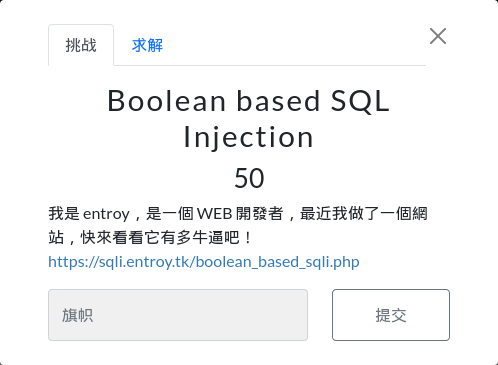 挑战 求解
Boolean based SQL
Injection
50
我是 entroy，是一個 WEB 開發者，最近我做了一個網
站，快來看看它有多牛逼吧！
https://sqli.entroy.tk/boolean_based_sqli.php
旗帜 提交